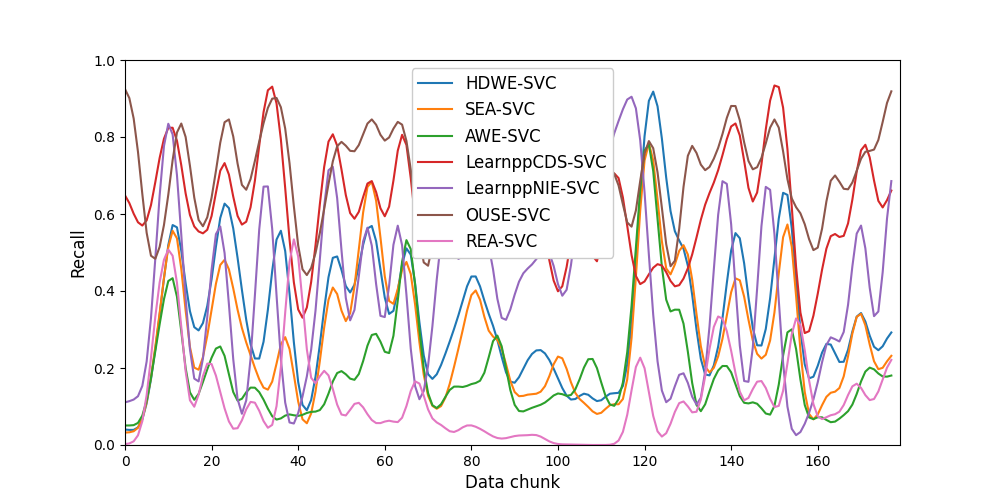 1.0
0.8
0.6
0.4
0.2
0.0
Recall
HDWE-SVC
SEA-SVC
AWE-SVC
LearnppCDS-SVC
LearnppNIE-SVC
OUSE-SVC
REA-SVC
0 20 40 60 80 100 120 140 160
Data chunk